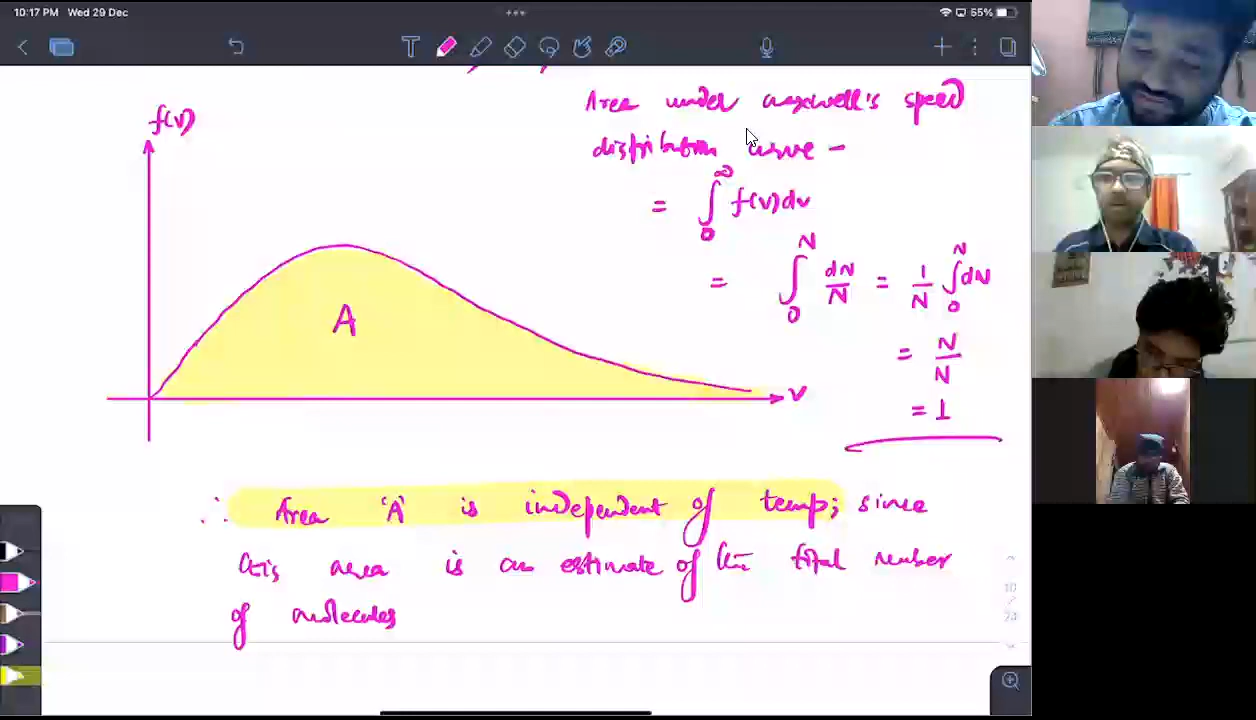 10:17 PM Wed 29 Dec
55%
T
f(v)
Area under maxwell's speed
distribution curve -
= ∫₀^∞ f(v)dv
= ∫₀^N dN/N = 1/N ∫₀^N dN
= N/N
= 1
A
v
∴ Area 'A' is independent of temp; since
this area is an estimate of the total number
of molecules
10
24